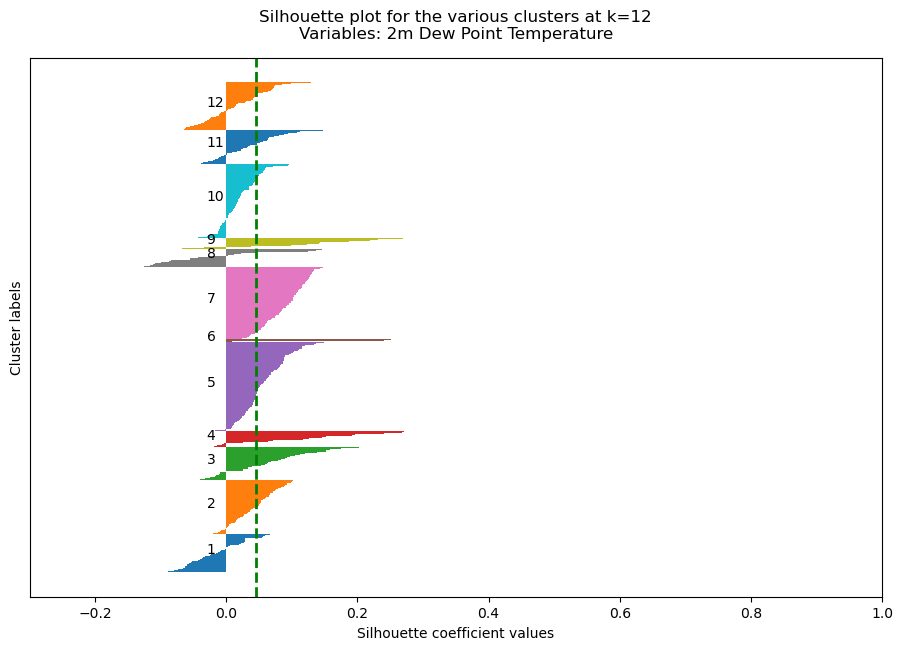 Silhouette plot for the various clusters at k=12
Variables: 2m Dew Point Temperature
Cluster labels
12
11
10
9
8
7
6
5
4
3
2
1
−0.2 0.0 0.2 0.4 0.6 0.8 1.0
Silhouette coefficient values